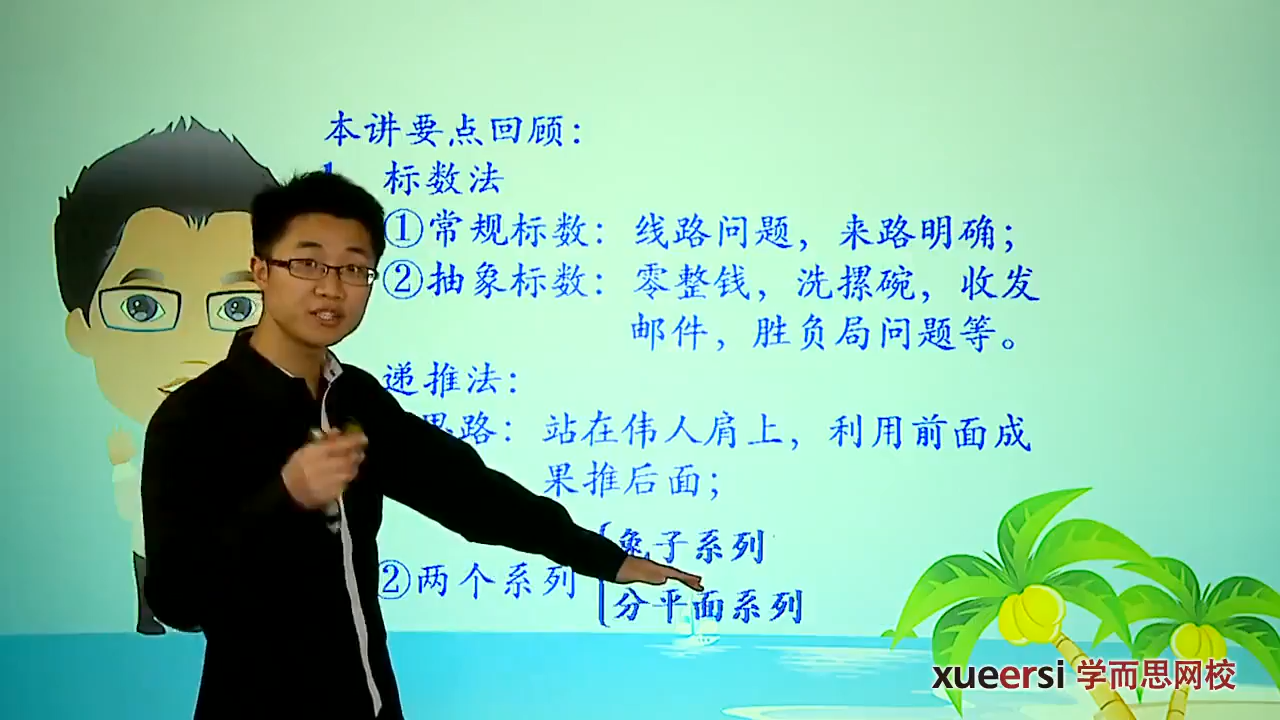 本讲要点回顾：
标数法
①常规标数：线路问题，来路明确；
②抽象标数：零整钱，洗摞碗，收发
邮件，胜负局问题等。
递推法：
思路：站在伟人肩上，利用前面成
果推后面；
②两个系列
兔子系列
分平面系列
xueersi 学而思网校